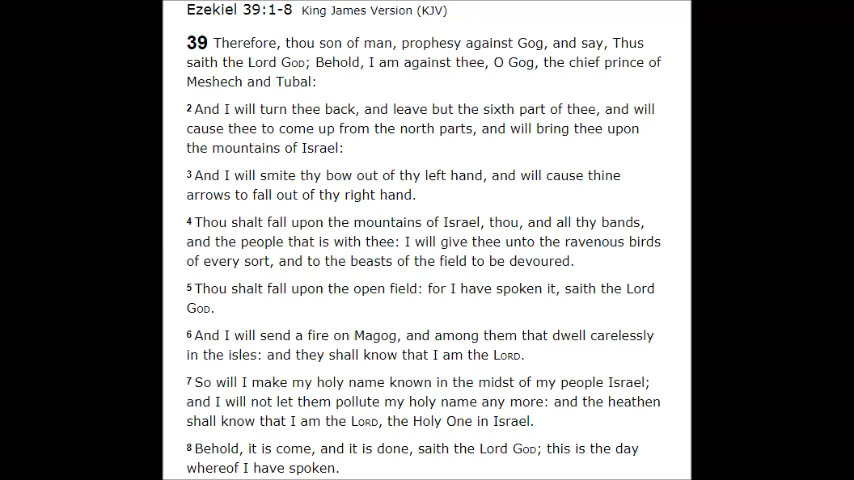 Ezekiel 39:1-8 King James Version (KJV)
39 Therefore, thou son of man, prophesy against Gog, and say, Thus
saith the Lord GOD; Behold, I am against thee, O Gog, the chief prince of
Meshech and Tubal:
2 And I will turn thee back, and leave but the sixth part of thee, and will
cause thee to come up from the north parts, and will bring thee upon
the mountains of Israel:
3 And I will smite thy bow out of thy left hand, and will cause thine
arrows to fall out of thy right hand.
4 Thou shalt fall upon the mountains of Israel, thou, and all thy bands,
and the people that is with thee: I will give thee unto the ravenous birds
of every sort, and to the beasts of the field to be devoured.
5 Thou shalt fall upon the open field: for I have spoken it, saith the Lord
GOD.
6 And I will send a fire on Magog, and among them that dwell carelessly
in the isles: and they shall know that I am the LORD.
7 So will I make my holy name known in the midst of my people Israel;
and I will not let them pollute my holy name any more: and the heathen
shall know that I am the LORD, the Holy One in Israel.
8 Behold, it is come, and it is done, saith the Lord GOD; this is the day
whereof I have spoken.